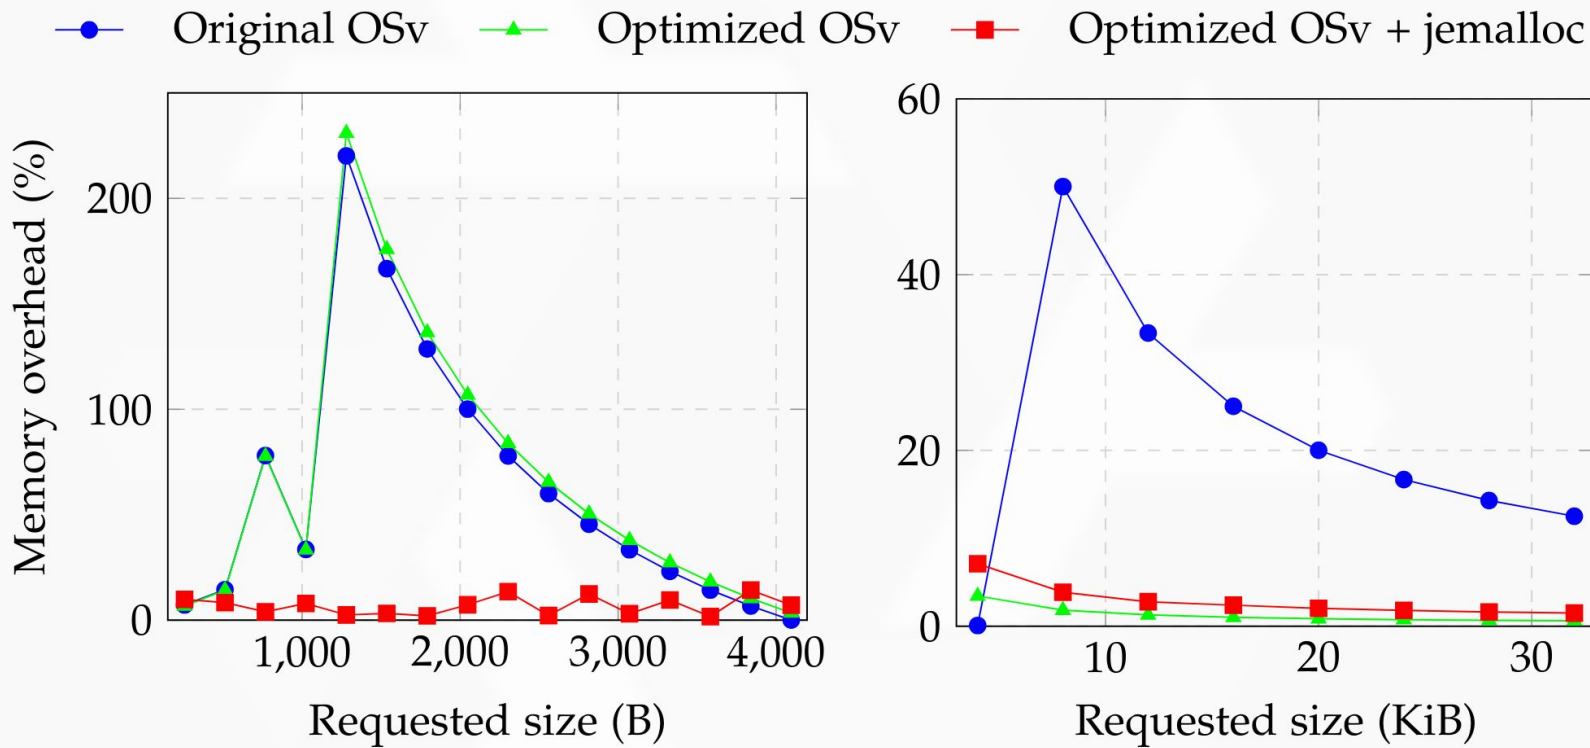 Original OSv Optimized OSv Optimized OSv + jemalloc
Memory overhead (%)
200
100
0
1,000 2,000 3,000 4,000
Requested size (B)
60
40
20
0
10 20 30
Requested size (KiB)